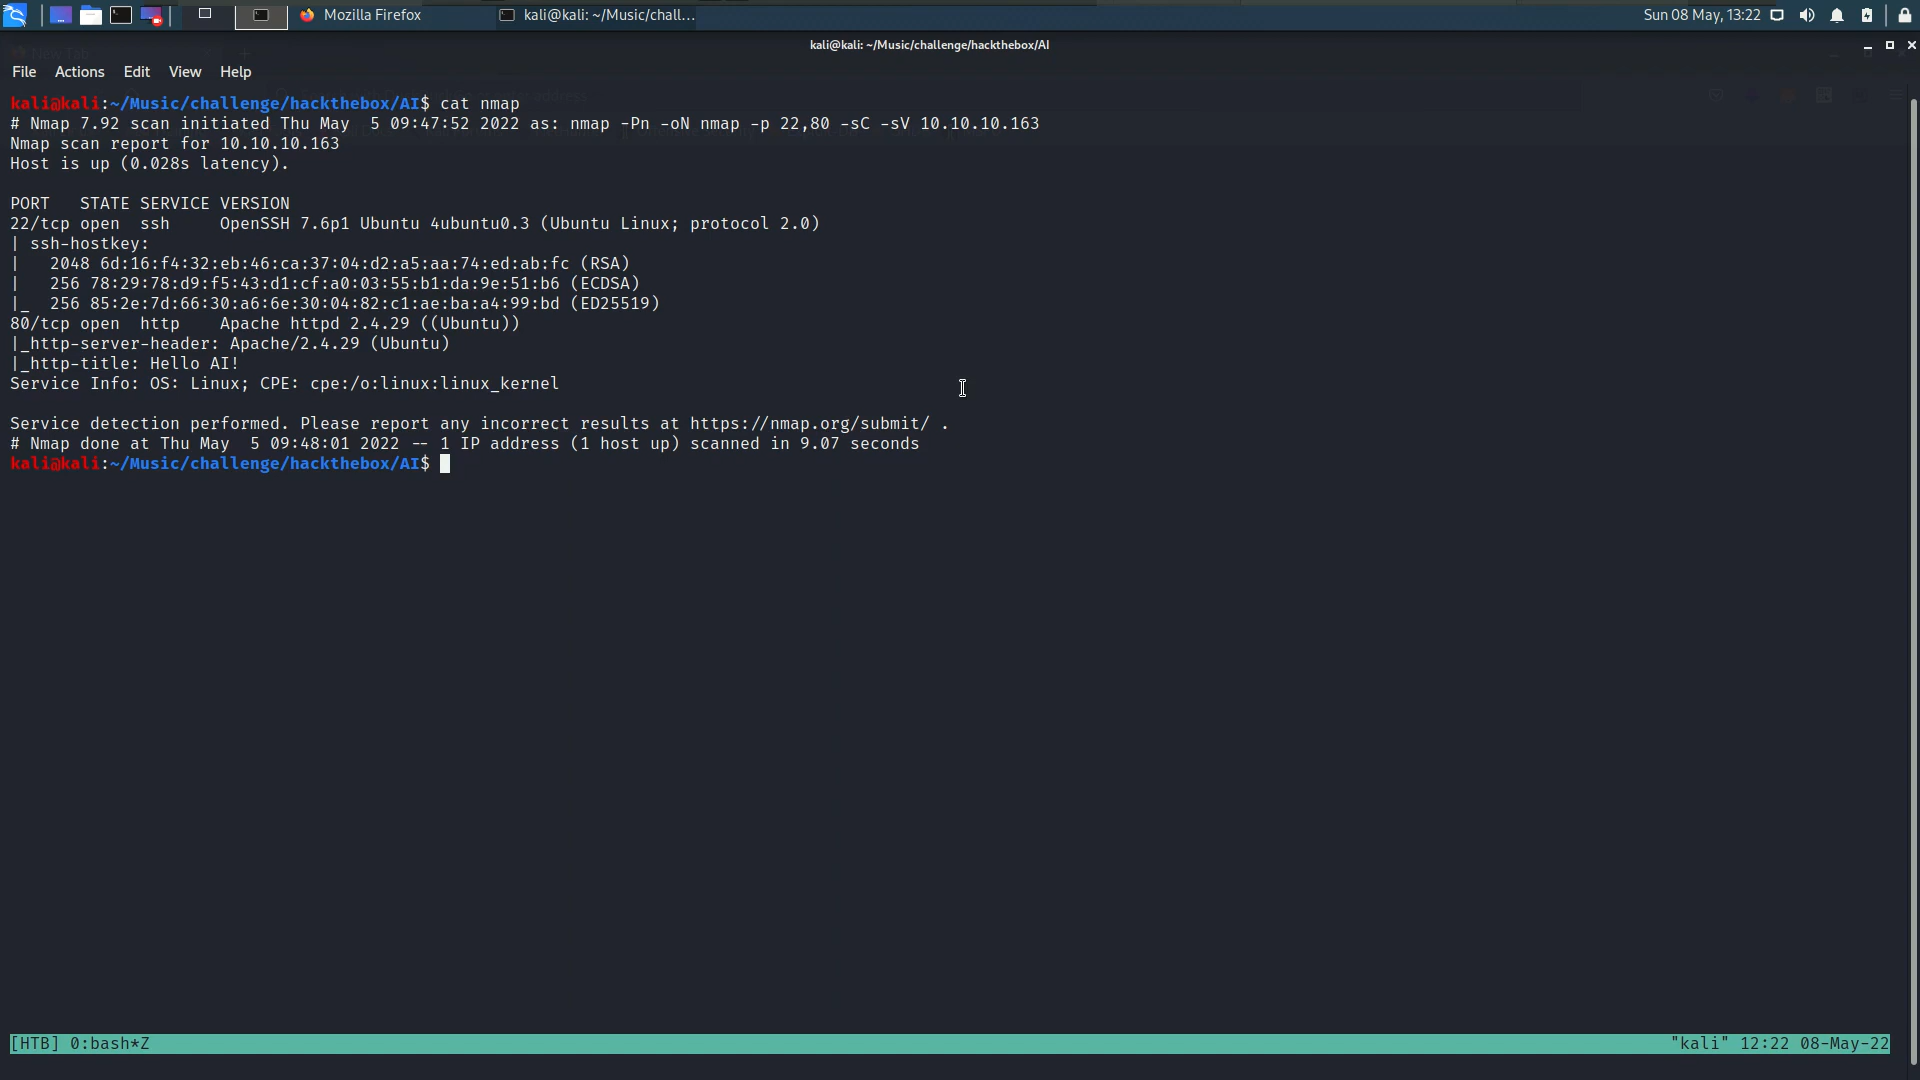 Mozilla Firefox
kali@kali: ~/Music/chall...
Sun 08 May, 13:22
kali@kali: ~/Music/challenge/hackthebox/AI
File Actions Edit View Help
kali@kali:~/Music/challenge/hackthebox/AI$ cat nmap
# Nmap 7.92 scan initiated Thu May  5 09:47:52 2022 as: nmap -Pn -oN nmap -p 22,80 -sC -sV 10.10.10.163
Nmap scan report for 10.10.10.163
Host is up (0.028s latency).
PORT   STATE SERVICE VERSION
22/tcp open  ssh     OpenSSH 7.6p1 Ubuntu 4ubuntu0.3 (Ubuntu Linux; protocol 2.0)
| ssh-hostkey:
|   2048 6d:16:f4:32:eb:46:ca:37:04:d2:a5:aa:74:ed:ab:fc (RSA)
|   256 78:29:78:d9:f5:43:d1:cf:a0:03:55:b1:da:9e:51:b6 (ECDSA)
|_  256 85:2e:7d:66:30:a6:6e:30:04:82:c1:ae:ba:a4:99:bd (ED25519)
80/tcp open  http    Apache httpd 2.4.29 ((Ubuntu))
|_http-server-header: Apache/2.4.29 (Ubuntu)
|_http-title: Hello AI!
Service Info: OS: Linux; CPE: cpe:/o:linux:linux_kernel
Service detection performed. Please report any incorrect results at https://nmap.org/submit/ .
# Nmap done at Thu May  5 09:48:01 2022 -- 1 IP address (1 host up) scanned in 9.07 seconds
kali@kali:~/Music/challenge/hackthebox/AI$
[HTB] 0:bash*Z
"kali" 12:22 08-May-22